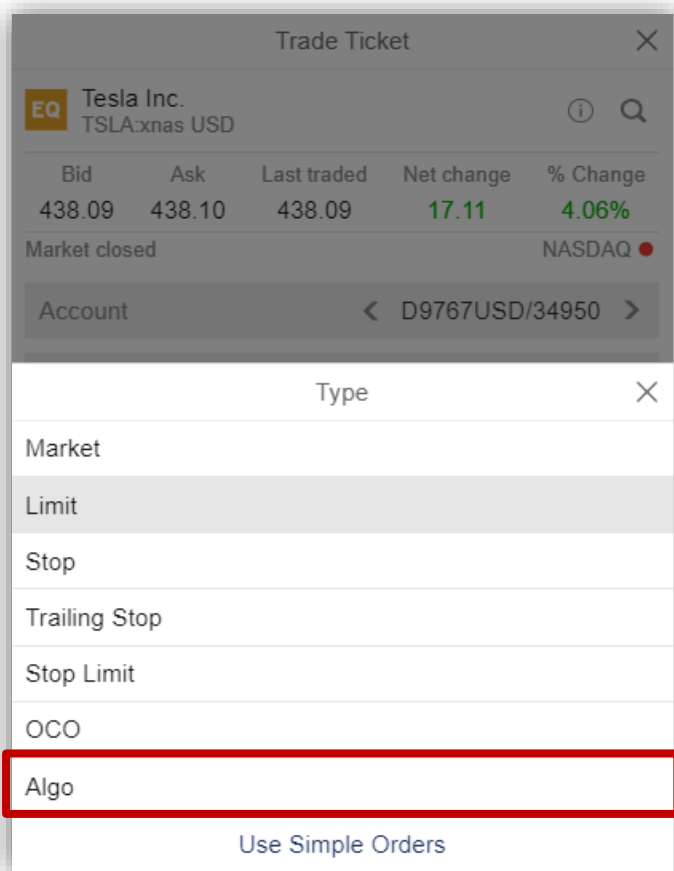 Trade Ticket
EQ
Tesla Inc.
TSLA:xnas USD
Bid Ask Last traded Net change % Change
438.09 438.10 438.09 17.11 4.06%
Market closed NASDAQ
Account D9767USD/34950
Type
Market
Limit
Stop
Trailing Stop
Stop Limit
OCO
Algo
Use Simple Orders